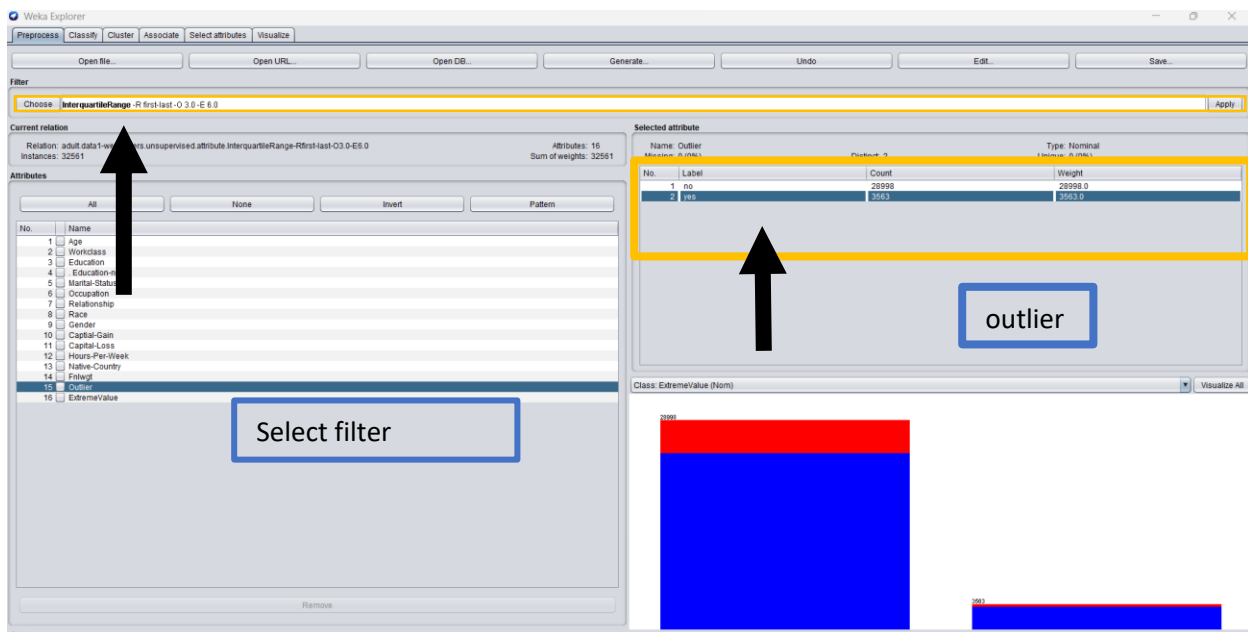 Weka Explorer
Preprocess Classify Cluster Associate Select attributes Visualize
Open file... Open URL... Open DB... Generate... Undo Edit... Save...
Filter
Choose InterquartileRange -R first-last -O 3.0 -E 6.0 Apply
Current relation
Relation: adult.data1-we
ers.unsupervised.attribute.InterquartileRange-Rfirst-last-O3.0-E6.0 Attributes: 16
Instances: 32561 Sum of weights: 32561
Selected attribute
Name: Outlier Type: Nominal
Missing: 0 (0%) Distinct: 2 Unique: 0 (0%)
No. Label Count Weight
1 no 28998 28998.0
2 yes 3563 3563.0
Attributes
All None Invert Pattern
No. Name
1 Age
2 Workclass
3 Education
4 . Education-n
5 Marital-Status
6 Occupation
7 Relationship
8 Race
9 Gender
10 Captial-Gain
11 Capital-Loss
12 Hours-Per-Week
13 Native-Country
14 Fnlwgt
15 Outlier
16 ExtremeValue
Select filter
Remove
outlier
Class: ExtremeValue (Nom) Visualize All
28998
3563